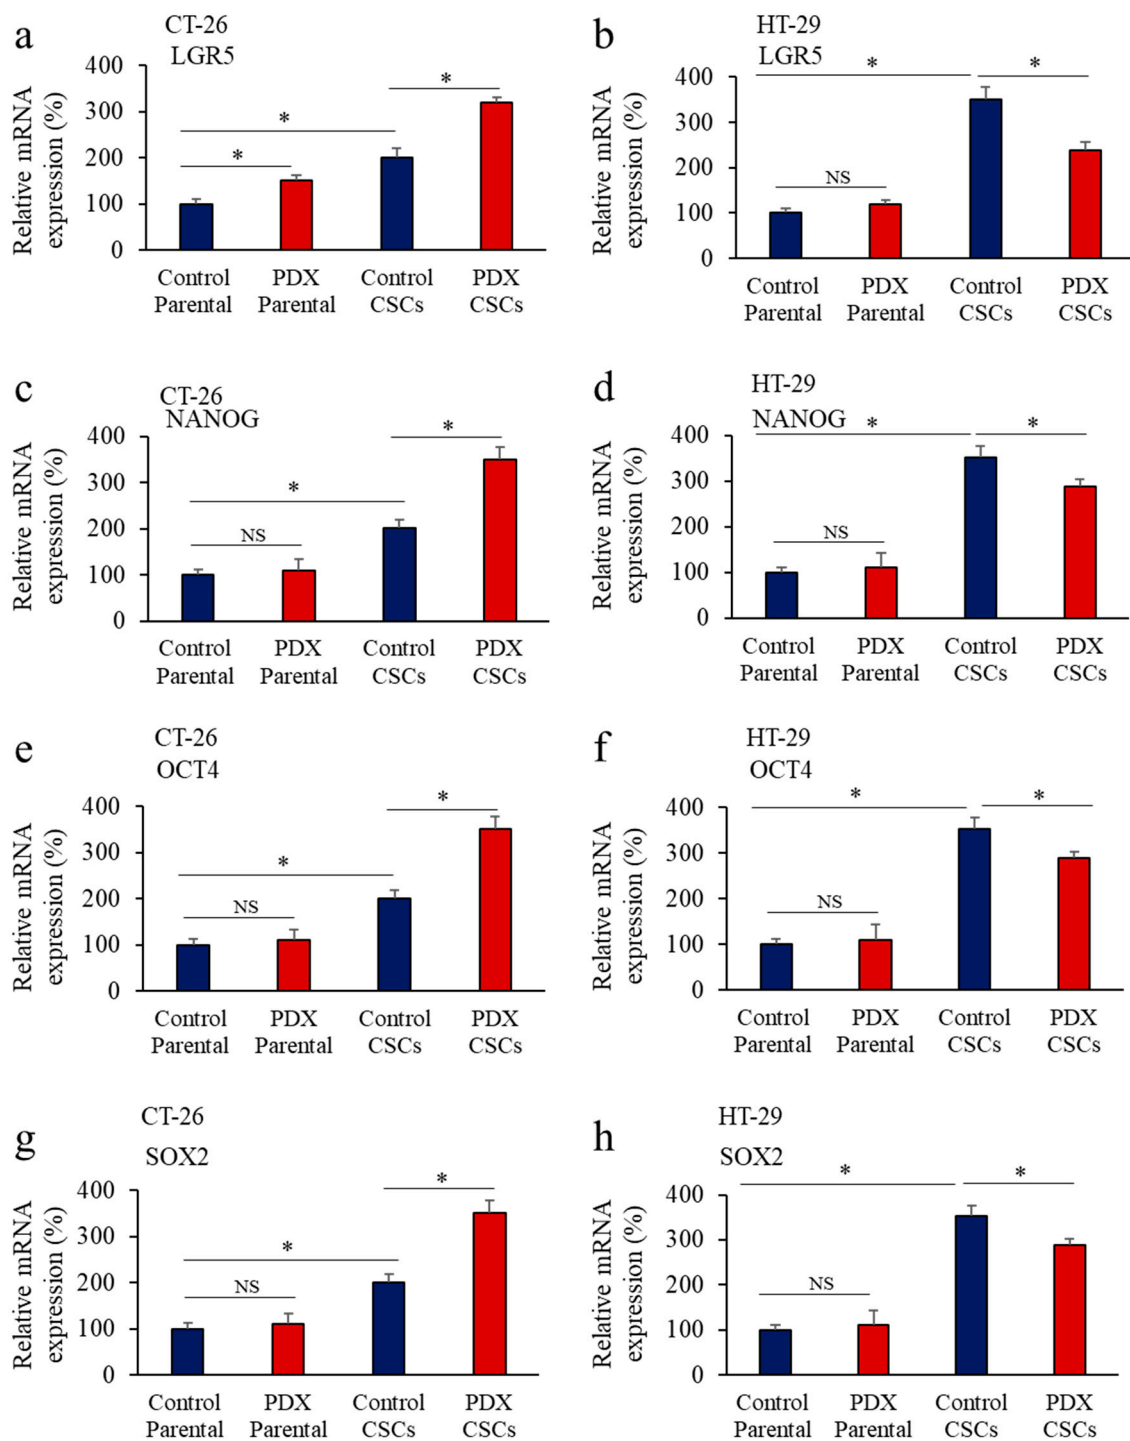 a
CT-26
LGR5
Relative mRNA
expression (%)
400
300
200
100
0
*
*
*
Control
Parental
PDX
Parental
Control
CSCs
PDX
CSCs
b
HT-29
LGR5
Relative mRNA
expression (%)
400
300
200
100
0
*
*
NS
Control
Parental
PDX
Parental
Control
CSCs
PDX
CSCs
c
CT-26
NANOG
Relative mRNA
expression (%)
400
300
200
100
0
*
*
NS
Control
Parental
PDX
Parental
Control
CSCs
PDX
CSCs
d
HT-29
NANOG
Relative mRNA
expression (%)
400
300
200
100
0
*
*
NS
Control
Parental
PDX
Parental
Control
CSCs
PDX
CSCs
e
CT-26
OCT4
Relative mRNA
expression (%)
400
300
200
100
0
*
*
NS
Control
Parental
PDX
Parental
Control
CSCs
PDX
CSCs
f
HT-29
OCT4
Relative mRNA
expression (%)
400
300
200
100
0
*
*
NS
Control
Parental
PDX
Parental
Control
CSCs
PDX
CSCs
g
CT-26
SOX2
Relative mRNA
expression (%)
400
300
200
100
0
*
*
NS
Control
Parental
PDX
Parental
Control
CSCs
PDX
CSCs
h
HT-29
SOX2
Relative mRNA
expression (%)
400
300
200
100
0
*
*
NS
Control
Parental
PDX
Parental
Control
CSCs
PDX
CSCs